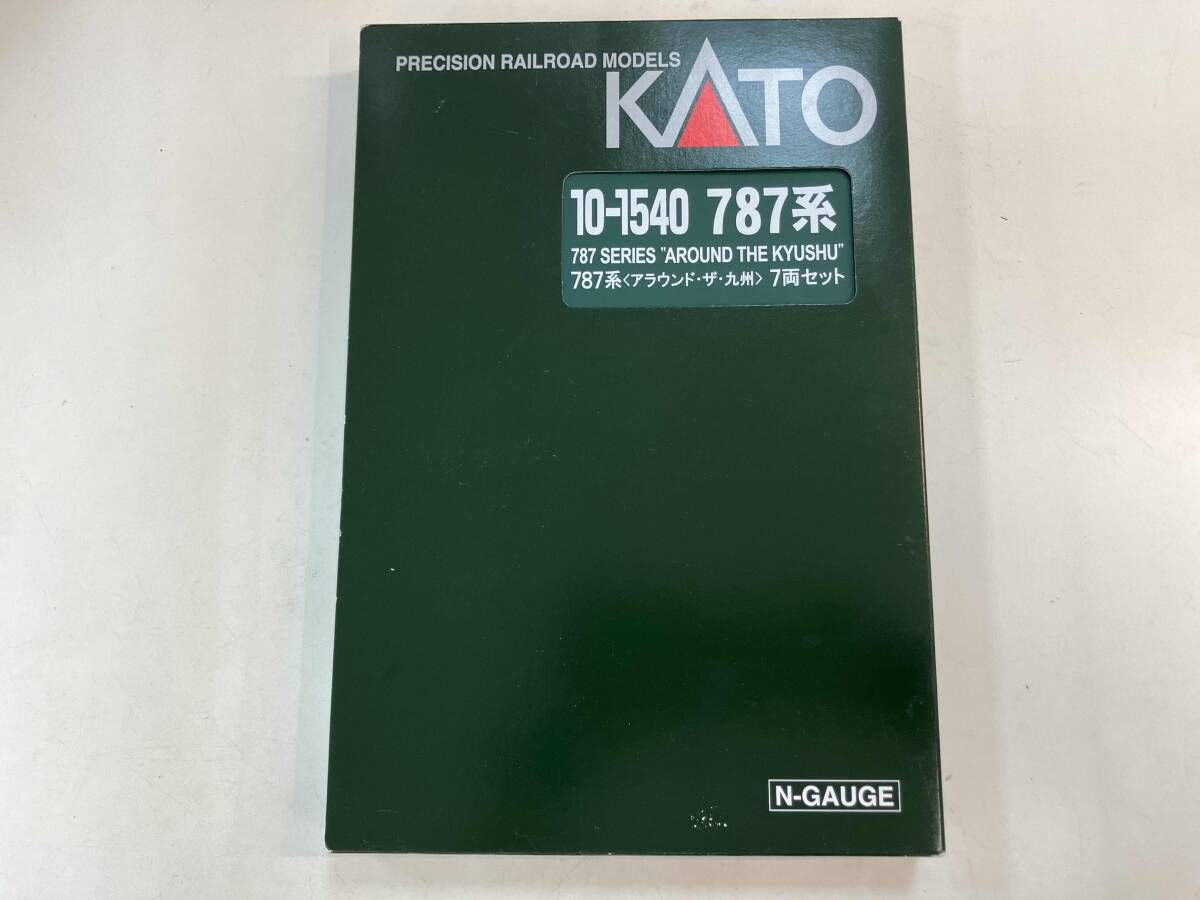 PRECISION RAILROAD MODELS
KATO
10-1540 787系
787 SERIES "AROUND THE KYUSHU"
787系〈アラウンド・ザ・九州〉 7両セット
N-GAUGE